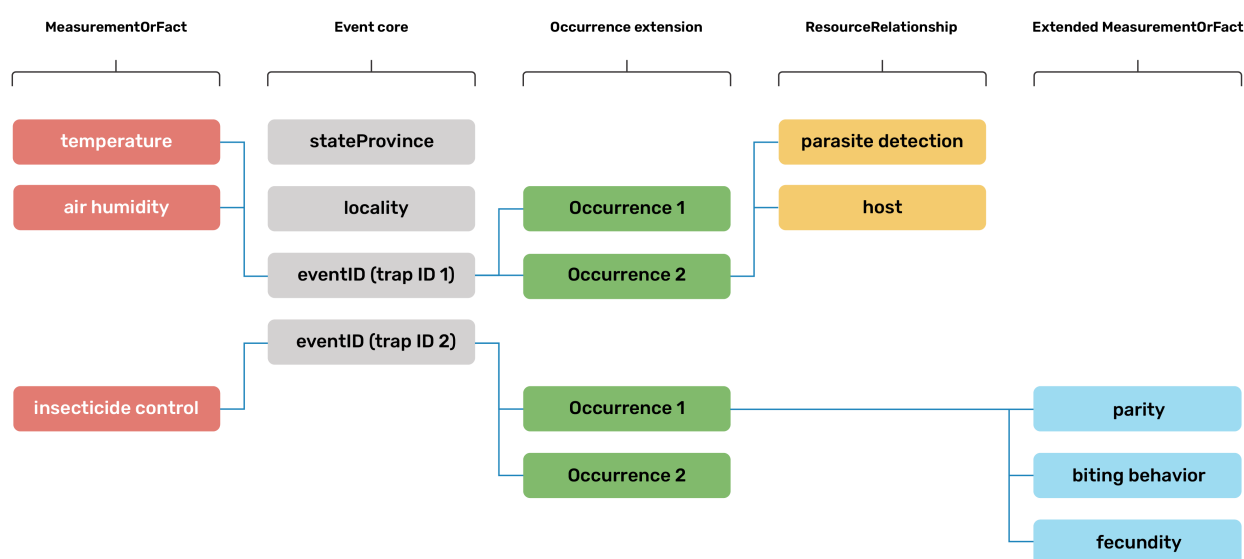 MeasurementOrFact
Event core
Occurrence extension
ResourceRelationship
Extended MeasurementOrFact
temperature
stateProvince
parasite detection
air humidity
locality
Occurrence 1
host
eventID (trap ID 1)
Occurrence 2
eventID (trap ID 2)
insecticide control
Occurrence 1
parity
Occurrence 2
biting behavior
fecundity